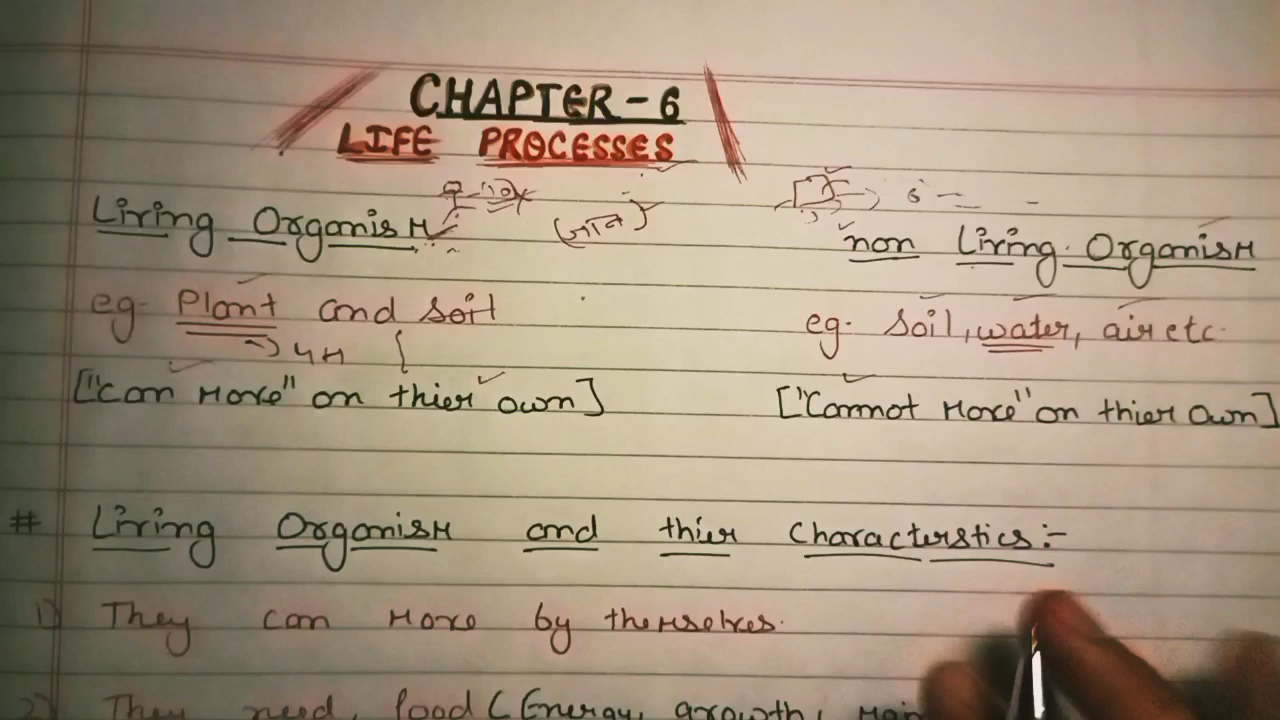 CHAPTER - 6
LIFE PROCESSES
Living Organism
non Living Organism
eg. Plant and soil
eg. Soil, water, air etc.
["Can move" on thier own]
["Cannot move" on thier own]
# Living Organism and thier Characterstics:-
1) They can move by themselves.
2) They need food (Energy, growth,